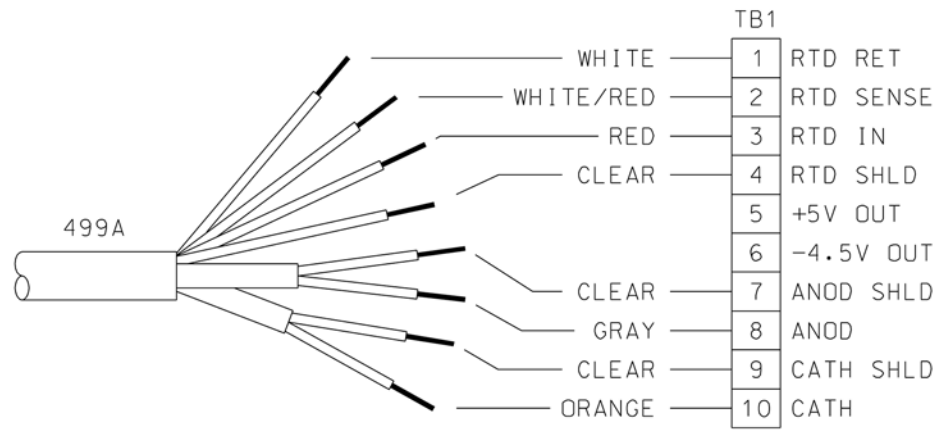 TB1
WHITE 1 RTD RET
WHITE/RED 2 RTD SENSE
RED 3 RTD IN
CLEAR 4 RTD SHLD
499A 5 +5V OUT
6 -4.5V OUT
CLEAR 7 ANOD SHLD
GRAY 8 ANOD
CLEAR 9 CATH SHLD
ORANGE 10 CATH